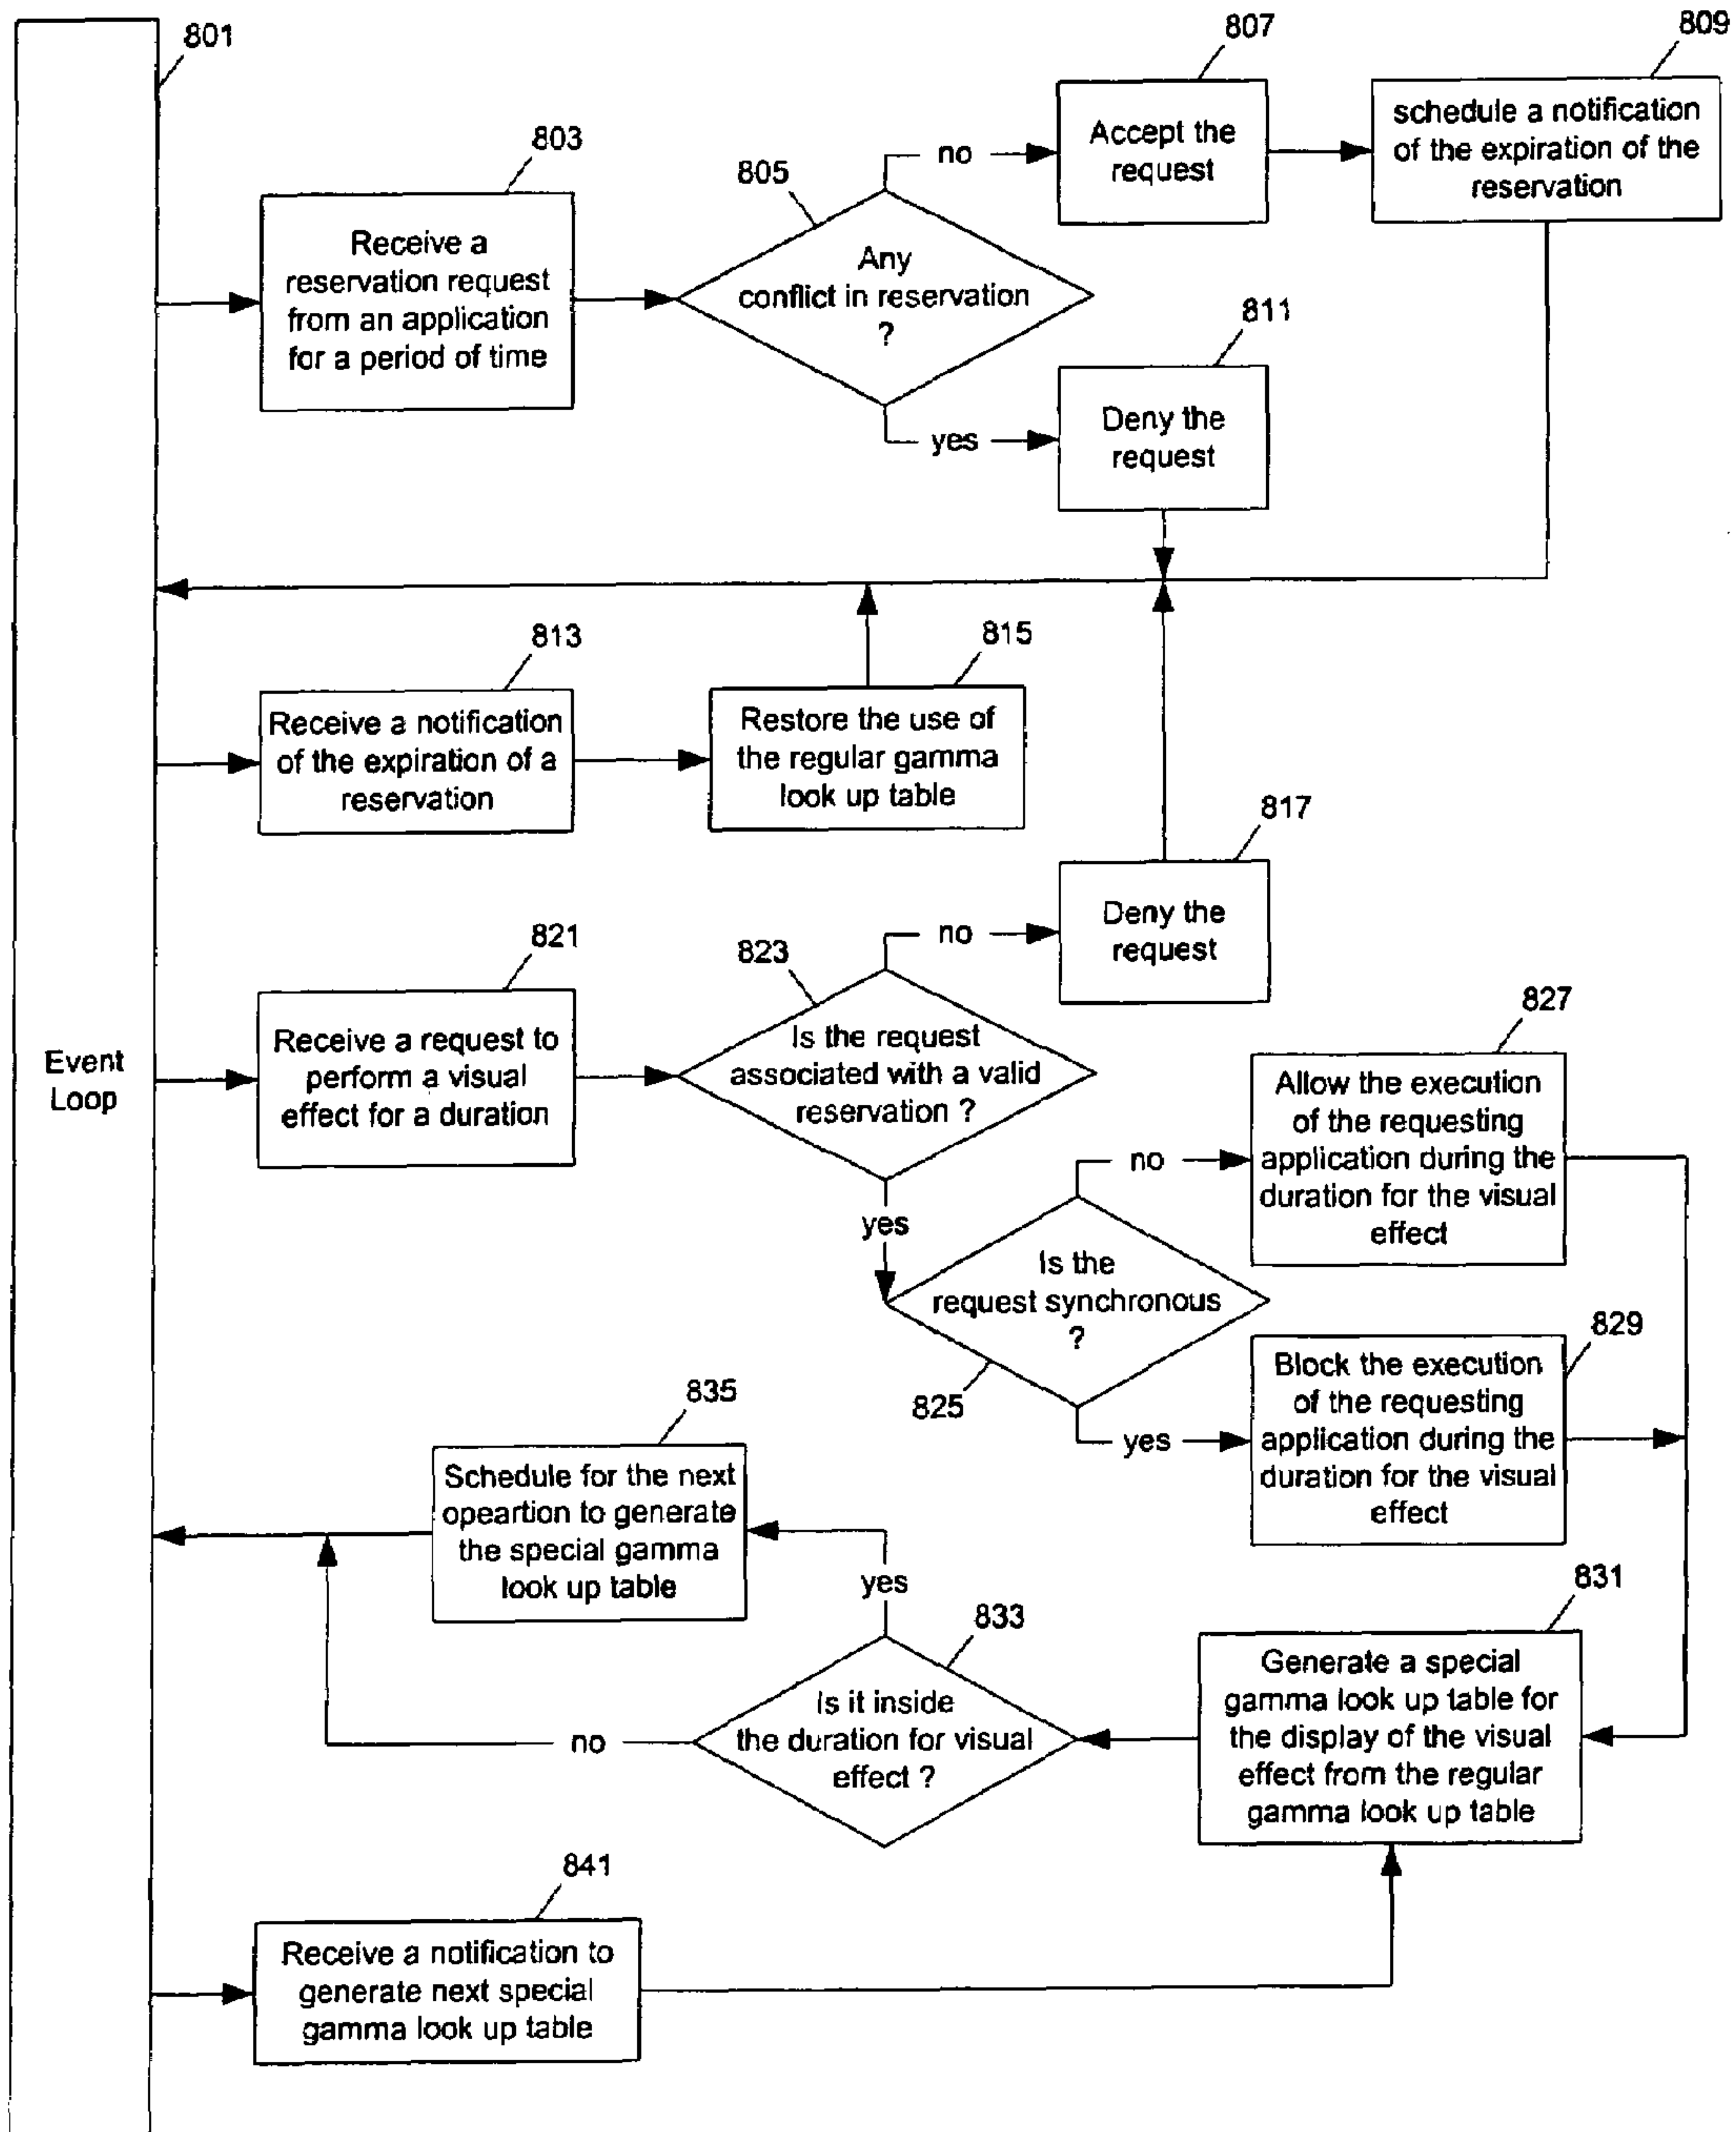 801
807
809
803
805
no
Accept the
request
schedule a notification
of the expiration of the
reservation
Receive a
reservation request
from an application
for a period of time
Any
conflict in reservation
?
811
yes
Deny the
request
813
815
Receive a notification
of the expiration of a
reservation
Restore the use of
the regular gamma
look up table
817
Deny the
request
821
823
no
827
Event
Loop
Receive a request to
perform a visual
effect for a duration
Is the request
associated with a valid
reservation ?
Allow the execution
of the requesting
application during the
duration for the visual
effect
no
yes
Is the
request synchronous
?
825
829
yes
Block the execution
of the requesting
application during the
duration for the visual
effect
835
Schedule for the next
opeartion to generate
the special gamma
look up table
yes
833
831
Is it inside
the duration for visual
effect ?
no
Generate a special
gamma look up table for
the display of the visual
effect from the regular
gamma look up table
841
Receive a notification to
generate next special
gamma look up table